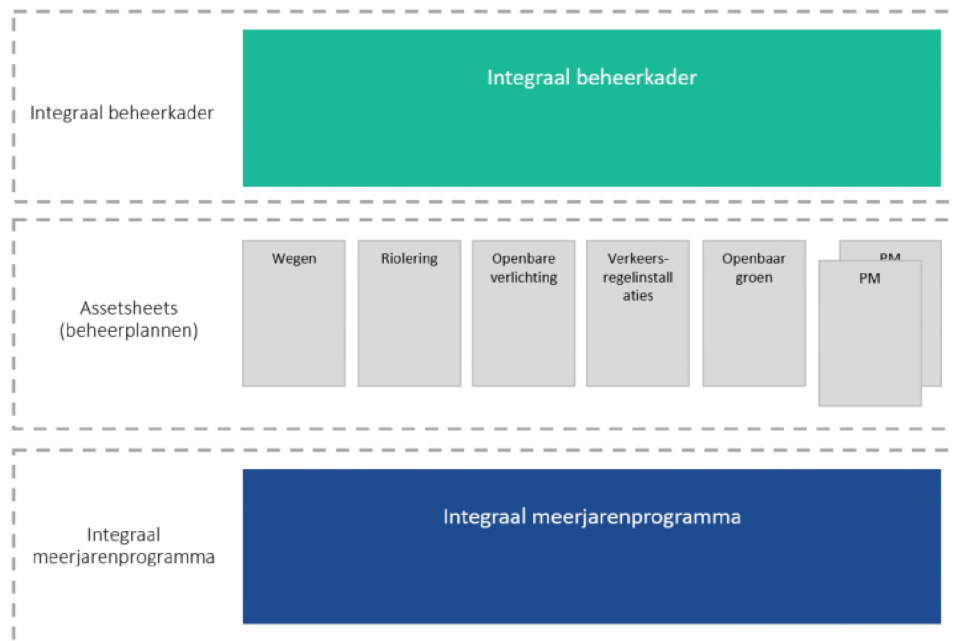 Integraal beheerkader
Integraal beheerkader
Assetsheets
(beheerplannen)
Wegen
Riolering
Openbare
verlichting
Verkeers-
regelinstall
aties
Openbaar
groen
PM
PM
Integraal
meerjarenprogramma
Integraal meerjarenprogramma